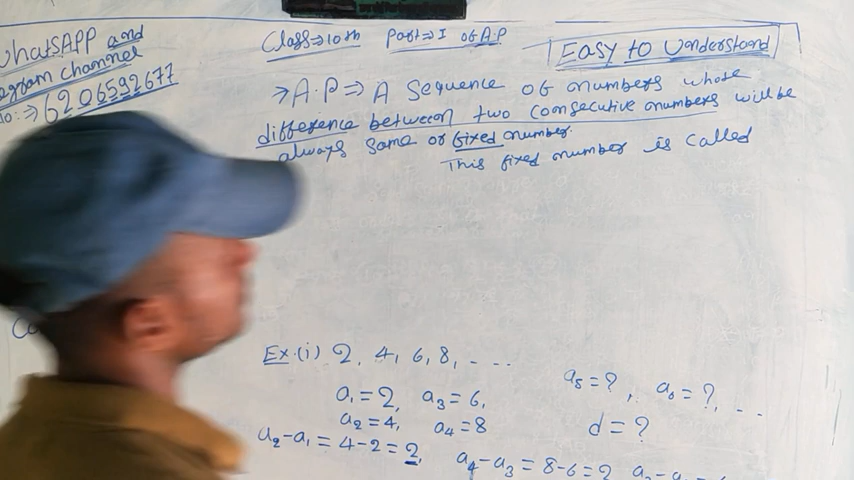 WhatsAPP and
egram channel
No:⇒6206592677
Class⇒10th Part⇒I of A.P
Easy to Understand
⇒A.P⇒ A Sequence of numbers whose
difference between two consecutive numbers will be
always same or fixed number.
This fixed number is called
Ex.(i) 2, 4, 6, 8, - - - -
a₁=2, a₃=6,
a₂=4, a₄=8
a₅=?, a₆=?, - - -
d=?
a₂-a₁=4-2=2, a₄-a₃=8-6=2